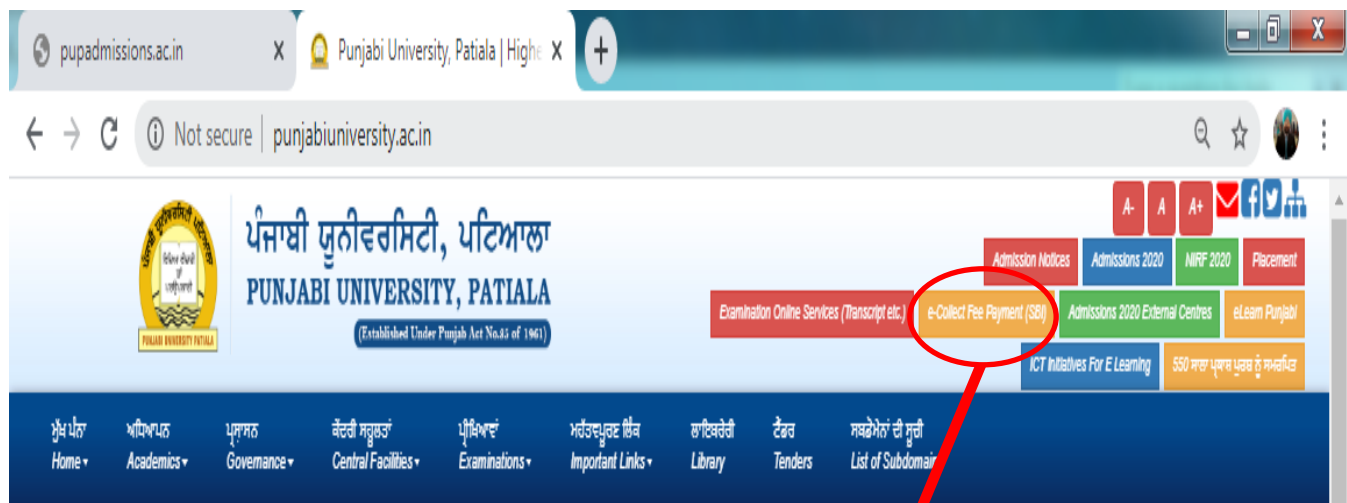 pupadmissions.ac.in
Punjabi University, Patiala | Highe
Not secure | punjabiuniversity.ac.in
A- A A+
ਪੰਜਾਬੀ ਯੂਨੀਵਰਸਿਟੀ, ਪਟਿਆਲਾ
PUNJABI UNIVERSITY, PATIALA
(Established Under Punjab Act No.35 of 1961)
PUNJABI UNIVERSITY PATIALA
Admission Notices Admissions 2020 NIRF 2020 Placement
Examination Online Services (Transcript etc.) e-Collect Fee Payment (SBI) Admissions 2020 External Centres eLearn Punjabi
ICT Initiatives For E Learning 550 ਸਾਲਾ ਪ੍ਰਕਾਸ਼ ਪੁਰਬ ਨੂੰ ਸਮਰਪਿਤ
ਮੁੱਖ ਪੰਨਾ ਅਧਿਆਪਨ ਪ੍ਰਸ਼ਾਸਨ ਕੇਂਦਰੀ ਸਹੂਲਤਾਂ ਪ੍ਰੀਖਿਆਵਾਂ ਮਹੱਤਵਪੂਰਣ ਲਿੰਕ ਲਾਇਬਰੇਰੀ ਟੈਂਡਰ ਸਬਡੋਮੇਨਾਂ ਦੀ ਸੂਚੀ
Home Academics Governance Central Facilities Examinations Important Links Library Tenders List of Subdomain